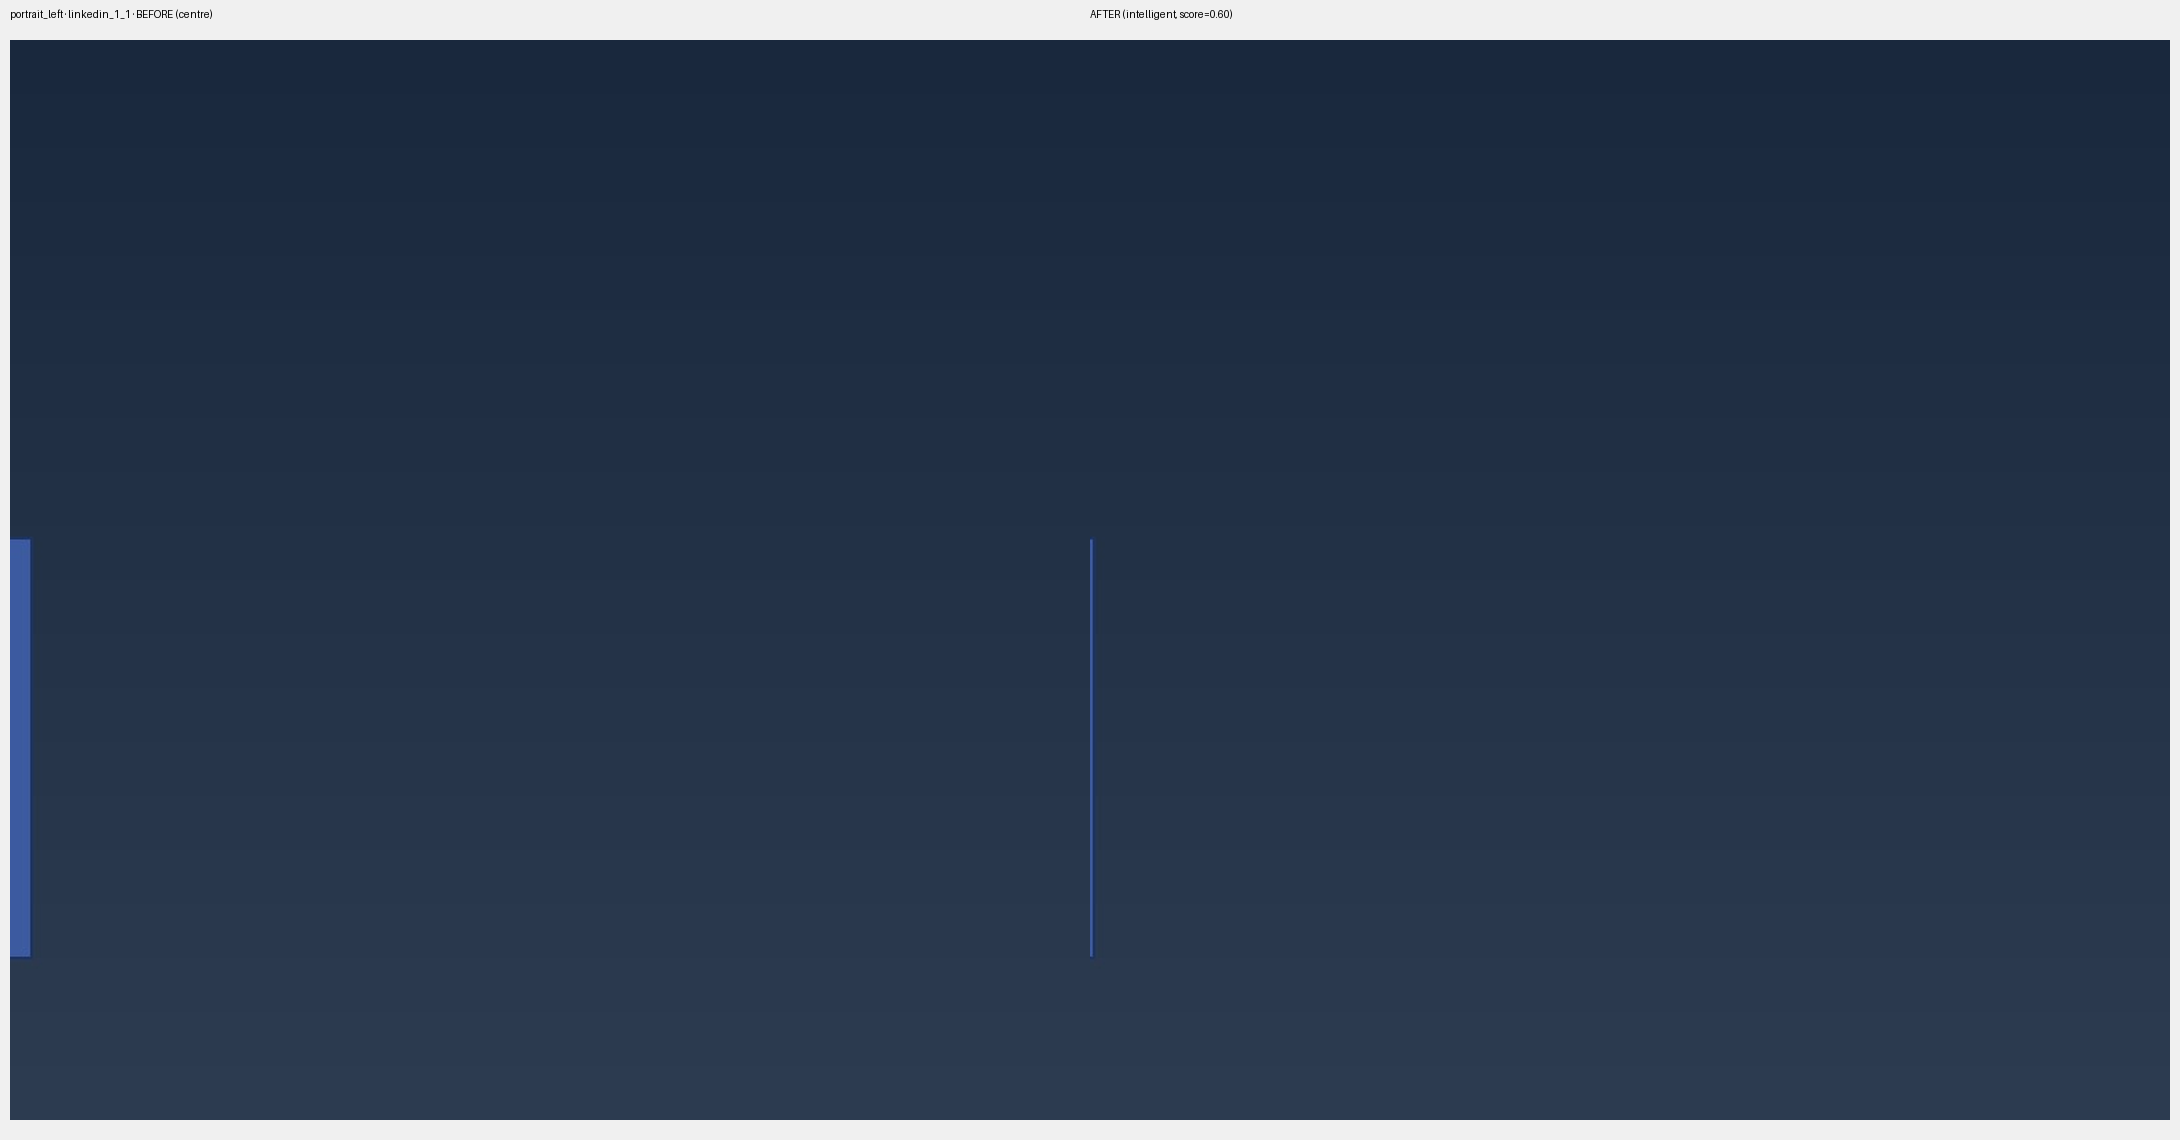 portrait_left · linkedin_1_1 · BEFORE (centre)
AFTER (intelligent, score=0.60)